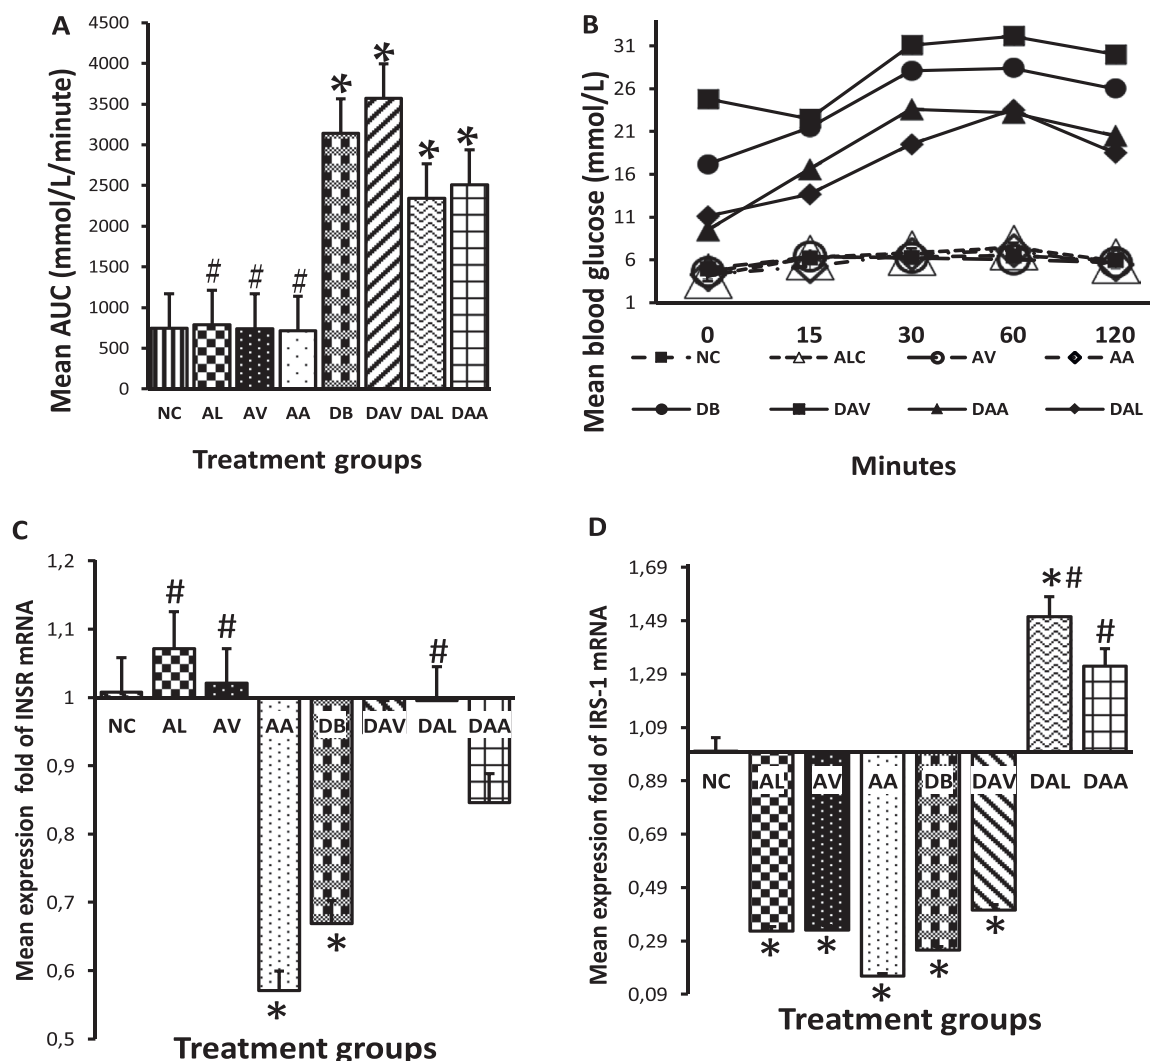 A
Mean AUC (mmol/L/minute)
4500
4000
3500
3000
2500
2000
1500
1000
500
0
# # # * * * *
NC AL AV AA DB DAV DAL DAA
Treatment groups
B
Mean blood glucose (mmol/L)
31
26
21
16
11
6
1
0 15 30 60 120
NC ALC AV AA
DB DAV DAA DAL
Minutes
C
Mean expression fold of INSR mRNA
1,2
1,1
1
0,9
0,8
0,7
0,6
0,5
# # #
NC AL AV AA DB DAV DAL DAA
* *
Treatment groups
D
Mean expression fold of IRS-1 mRNA
1,69
1,49
1,29
1,09
0,89
0,69
0,49
0,29
0,09
*# #
NC AL AV AA DB DAV DAL DAA
* * * * *
Treatment groups